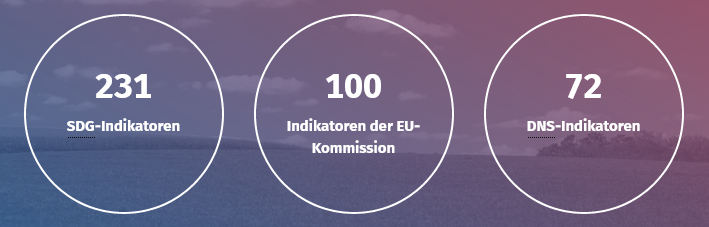 231
SDG-Indikatoren
100
Indikatoren der EU-
Kommission
72
DNS-Indikatoren